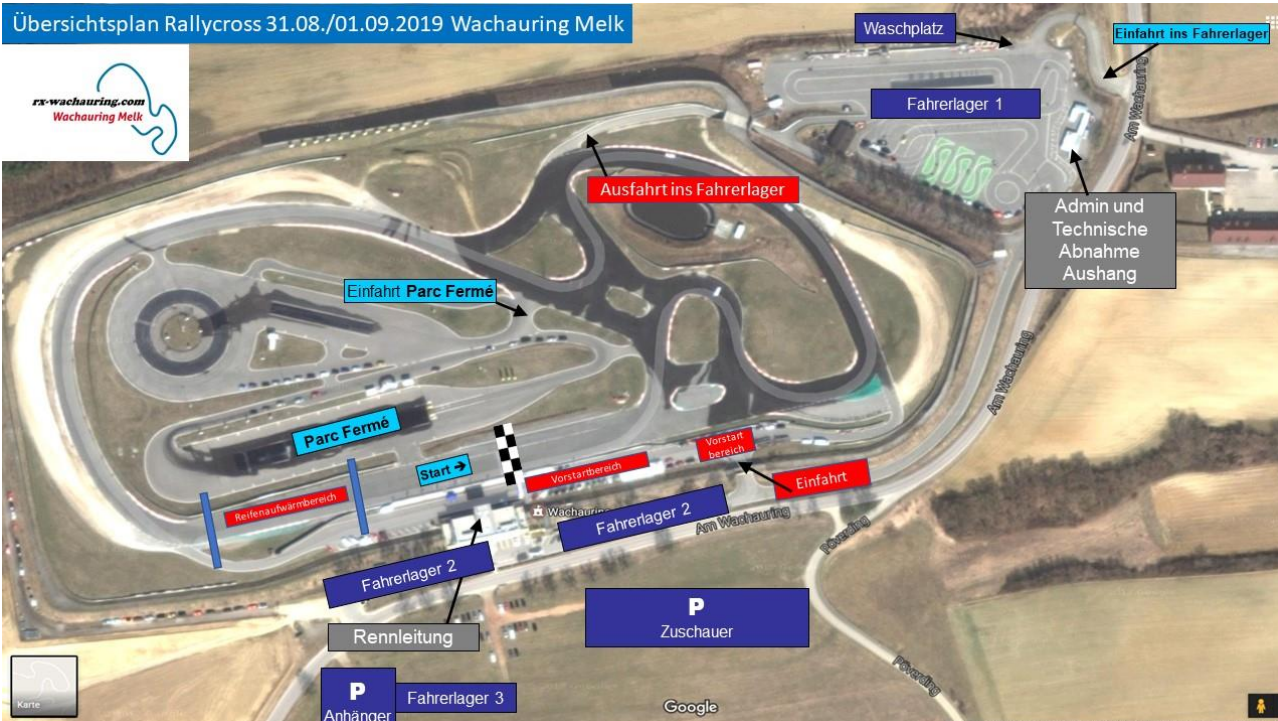 Übersichtsplan Rallycross 31.08./01.09.2019 Wachauring Melk
rx-wachauring.com
Wachauring Melk
Waschplatz
Einfahrt ins Fahrerlager
Fahrerlager 1
Am Wachauring
Ausfahrt ins Fahrerlager
Admin und
Technische
Abnahme
Aushang
Einfahrt Parc Fermé
Am Wachauring
Parc Fermé
Start →
Vorstart
bereich
Vorstartbereich
Einfahrt
Reifenaufwärmbereich
Wachauring
Fahrerlager 2
Am Wachauring
Pöverding
Fahrerlager 2
P
Zuschauer
Rennleitung
Pöverding
P
Anhänger
Fahrerlager 3
Karte
Google